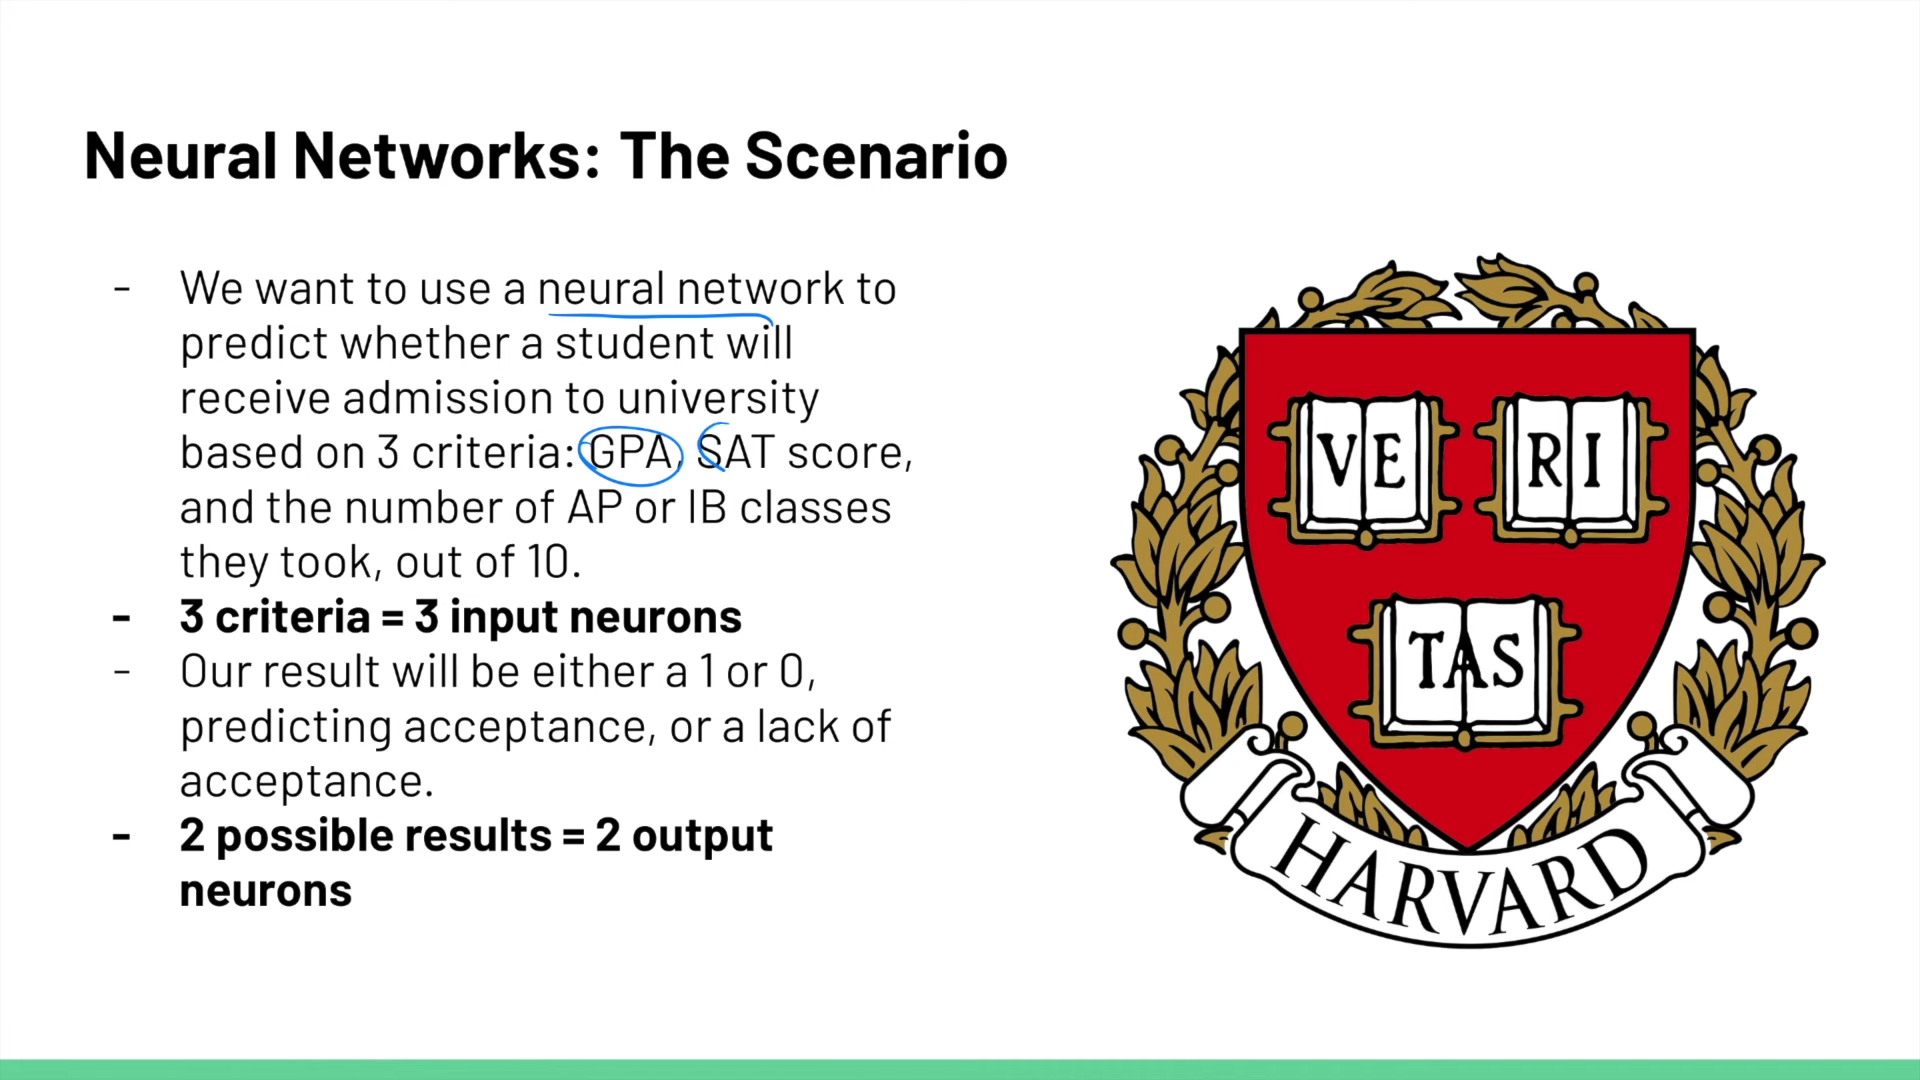 Neural Networks: The Scenario
- We want to use a neural network to
predict whether a student will
receive admission to university
based on 3 criteria: GPA, SAT score,
and the number of AP or IB classes
they took, out of 10.
- 3 criteria = 3 input neurons
- Our result will be either a 1 or 0,
predicting acceptance, or a lack of
acceptance.
- 2 possible results = 2 output
neurons
VE RI
TAS
HARVARD